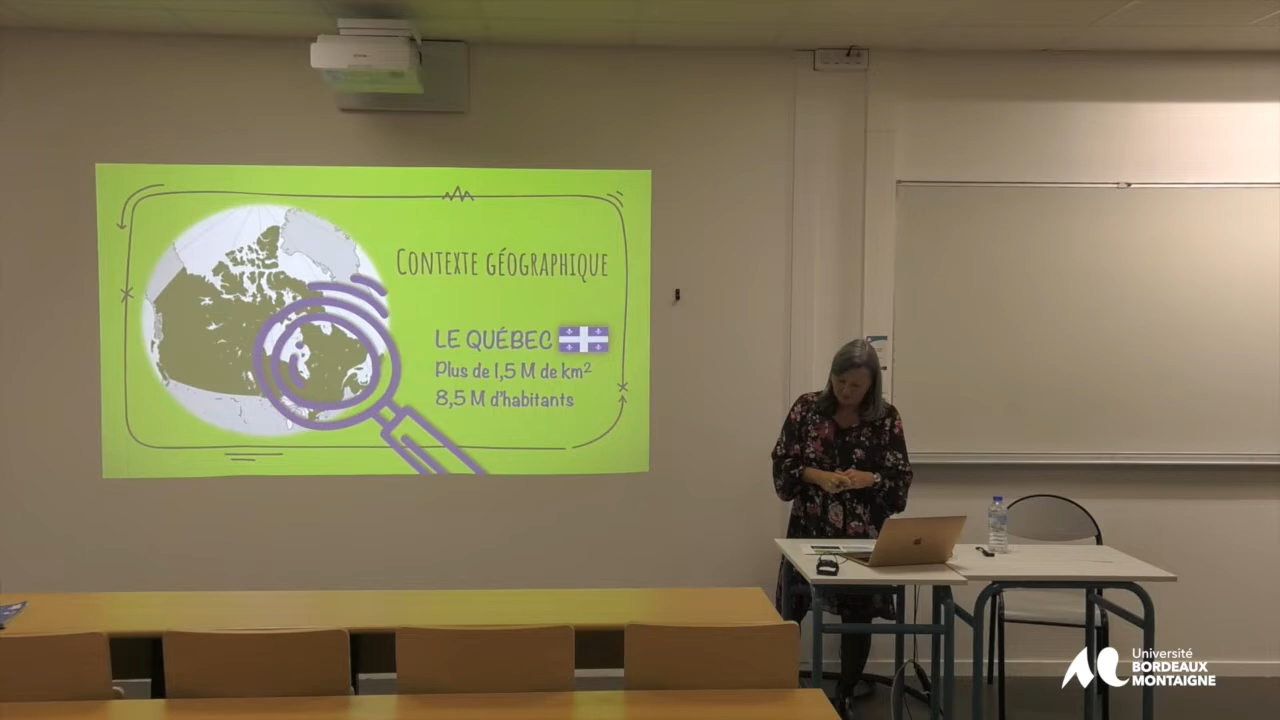 CONTEXTE GÉOGRAPHIQUE
LE QUÉBEC
Plus de 1,5 M de km²
8,5 M d'habitants
Université
BORDEAUX
MONTAIGNE